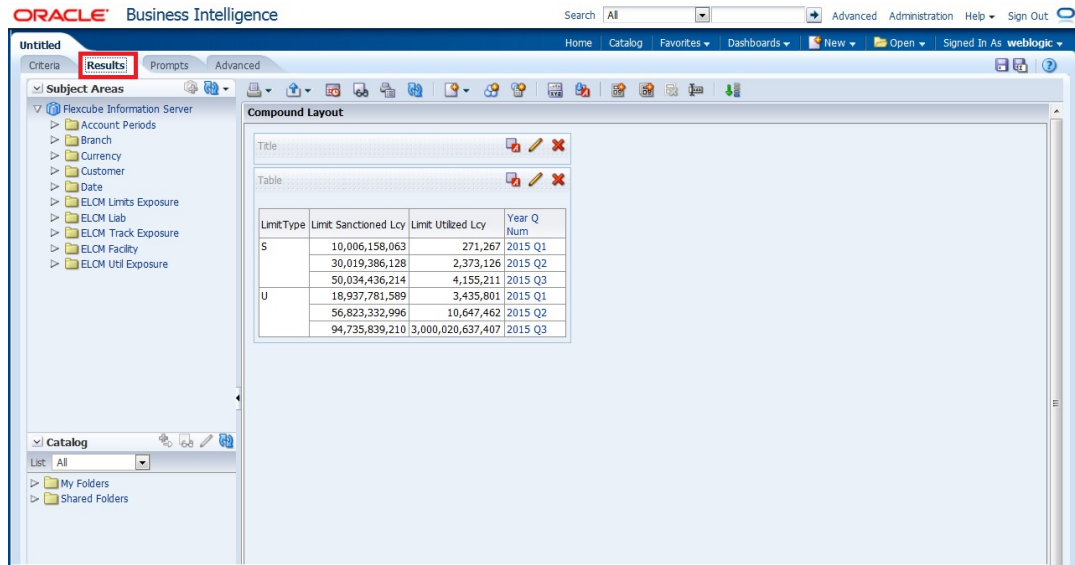 ORACLE Business Intelligence
Search All Advanced Administration Help Sign Out
Untitled
Home Catalog Favorites Dashboards New Open Signed In As weblogic
Criteria Results Prompts Advanced
Subject Areas
Flexcube Information Server
Account Periods
Branch
Currency
Customer
Date
ELCM Limits Exposure
ELCM Liab
ELCM Track Exposure
ELCM Facility
ELCM Util Exposure
Compound Layout
Title
Table
LimitType Limit Sanctioned Lcy Limit Utilized Lcy Year Q Num
S 10,006,158,063 271,267 2015 Q1
30,019,386,128 2,373,126 2015 Q2
50,034,436,214 4,155,211 2015 Q3
U 18,937,781,589 3,435,801 2015 Q1
56,823,332,996 10,647,462 2015 Q2
94,735,839,210 3,000,020,637,407 2015 Q3
Catalog
List All
My Folders
Shared Folders